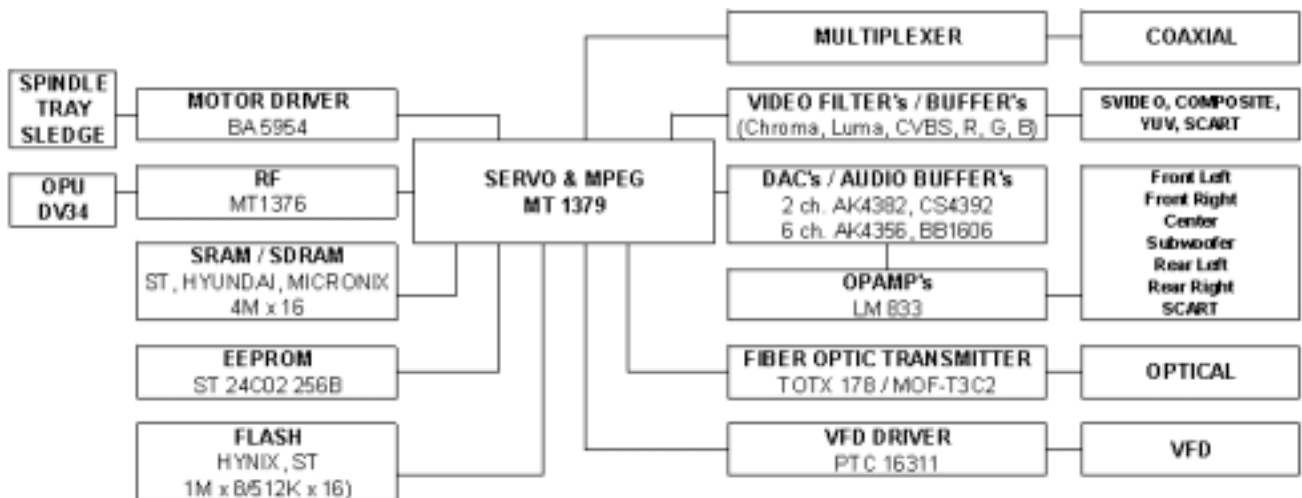 MULTIPLEXER
COAXIAL
SPINDLE
TRAY
SLEDGE
MOTOR DRIVER
BA 5954
VIDEO FILTER's / BUFFER's
(Chroma, Luma, CVBS, R, G, B)
SVIDEO, COMPOSITE,
YUV, SCART
OPU
DV34
RF
MT1376
SERVO & MPEG
MT 1379
DAC's / AUDIO BUFFER's
2 ch. AK4382, CS4392
6 ch. AK4356, BB1606
Front Left
Front Right
Center
Subwoofer
Rear Left
Rear Right
SCART
SRAM / SDRAM
ST, HYUNDAI, MICRONIX
4M x 16
OPAMP's
LM 833
EEPROM
ST 24C02 256B
FIBER OPTIC TRANSMITTER
TOTX 178 / MOF-T3C2
OPTICAL
FLASH
HYNIX, ST
1M x 8/512K x 16)
VFD DRIVER
PTC 16311
VFD